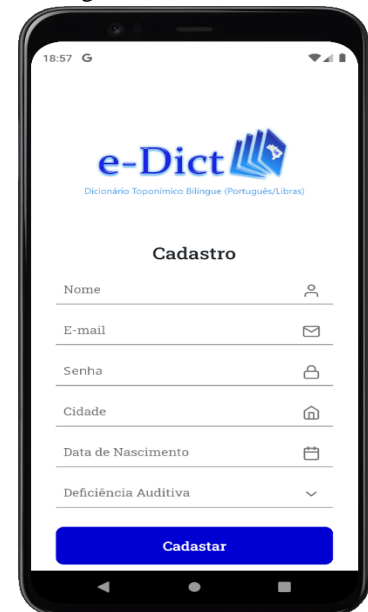 18:57 G
e-Dict
Dicionário Toponímico Bilíngue (Português/Libras)
Cadastro
Nome
E-mail
Senha
Cidade
Data de Nascimento
Deficiência Auditiva
Cadastar